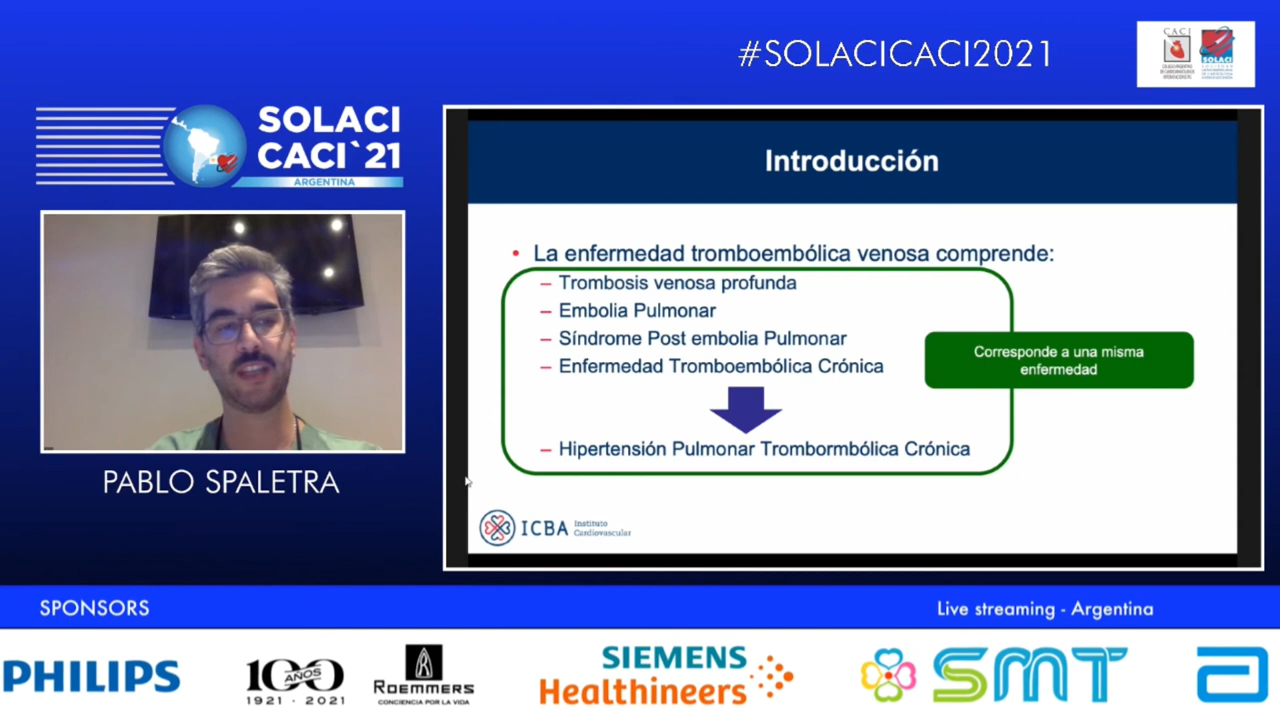 #SOLACICACI2021
CACI
SOLACI
SOLACI
CACI`21
ARGENTINA
PABLO SPALETRA
Introducción
• La enfermedad tromboembólica venosa comprende:
– Trombosis venosa profunda
– Embolia Pulmonar
– Síndrome Post embolia Pulmonar
– Enfermedad Tromboembólica Crónica
– Hipertensión Pulmonar Trombormbólica Crónica
Corresponde a una misma
enfermedad
ICBA
Instituto
Cardiovascular
SPONSORS
Live streaming - Argentina
PHILIPS
100
AÑOS
1921 - 2021
ROEMMERS
CONCIENCIA POR LA VIDA
SIEMENS
Healthineers
SMT